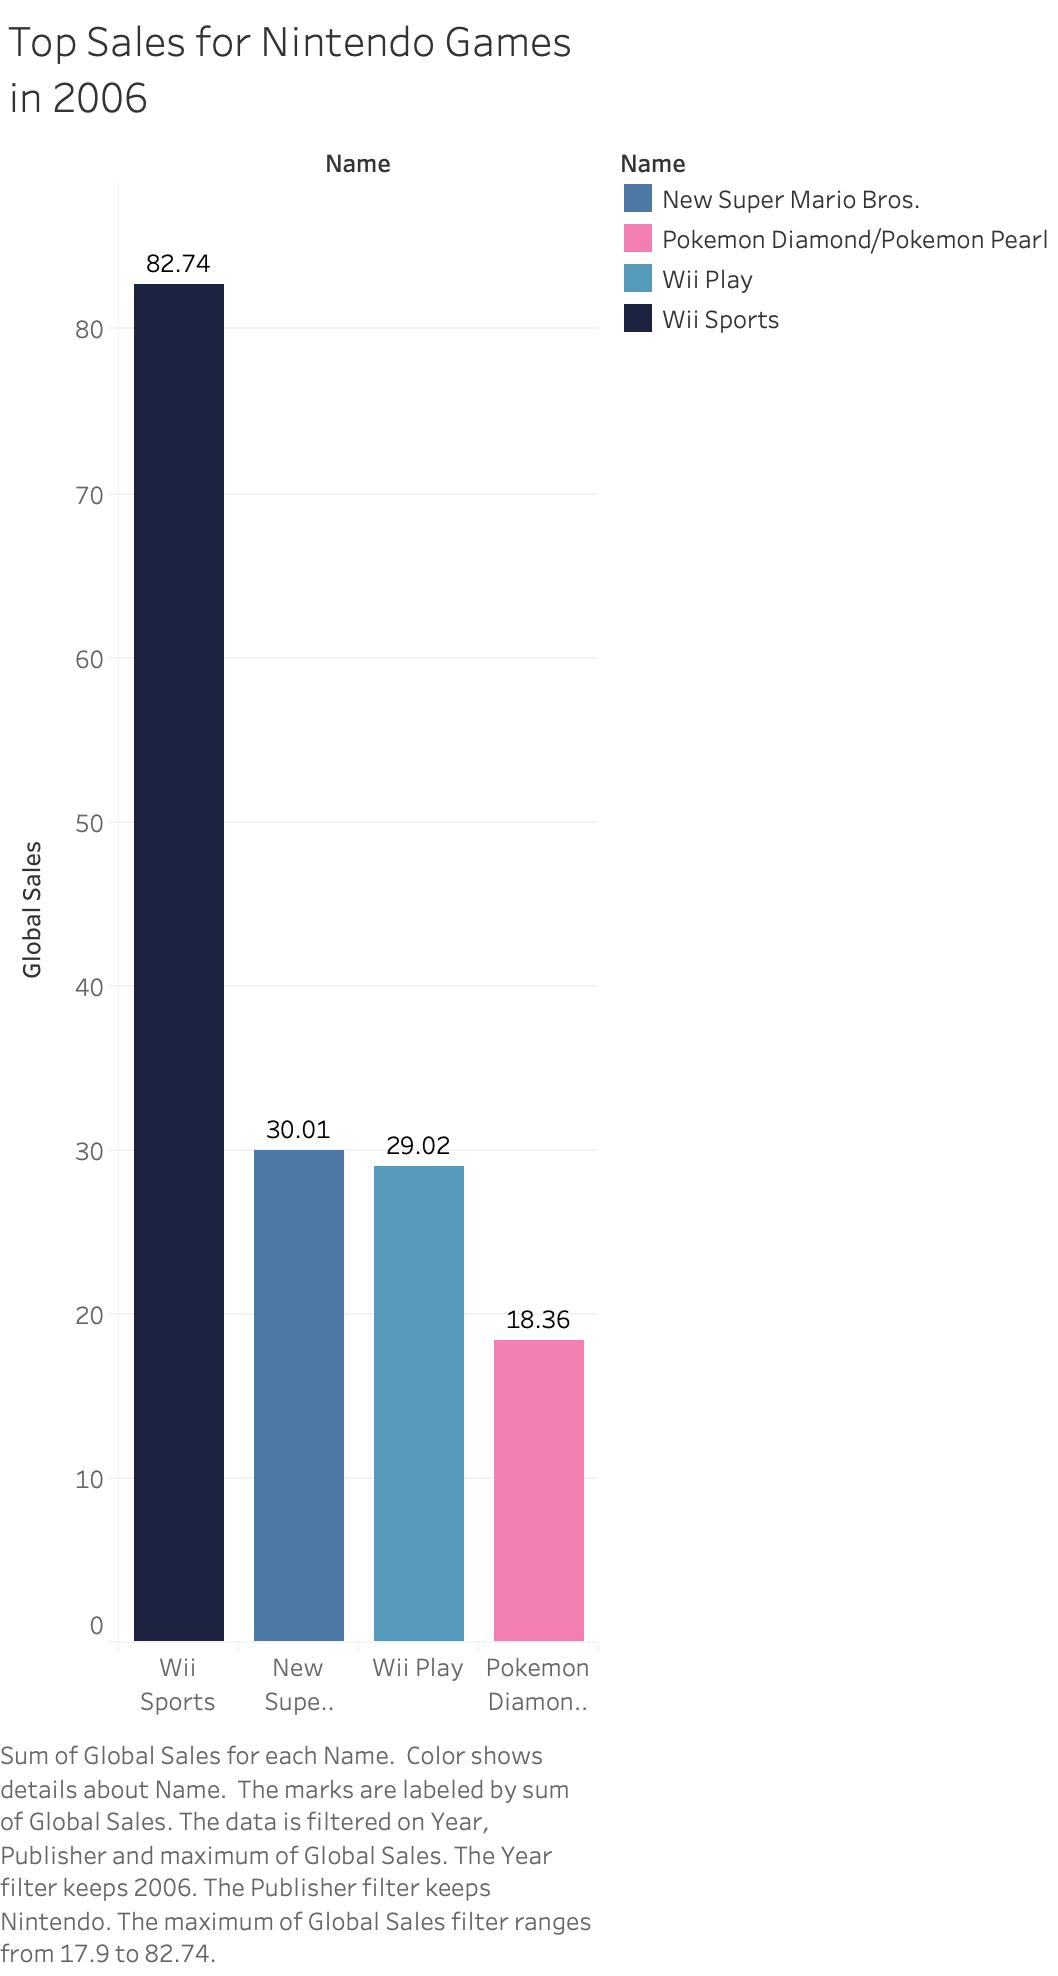 Top Sales for Nintendo Games
in 2006
Name
Name
New Super Mario Bros.
Pokemon Diamond/Pokemon Pearl
Wii Play
Wii Sports
82.74
80
70
60
50
40
30
20
10
0
Global Sales
30.01
29.02
18.36
Wii
Sports
New
Supe..
Wii Play
Pokemon
Diamon..
Sum of Global Sales for each Name.  Color shows
details about Name.  The marks are labeled by sum
of Global Sales. The data is filtered on Year,
Publisher and maximum of Global Sales. The Year
filter keeps 2006. The Publisher filter keeps
Nintendo. The maximum of Global Sales filter ranges
from 17.9 to 82.74.